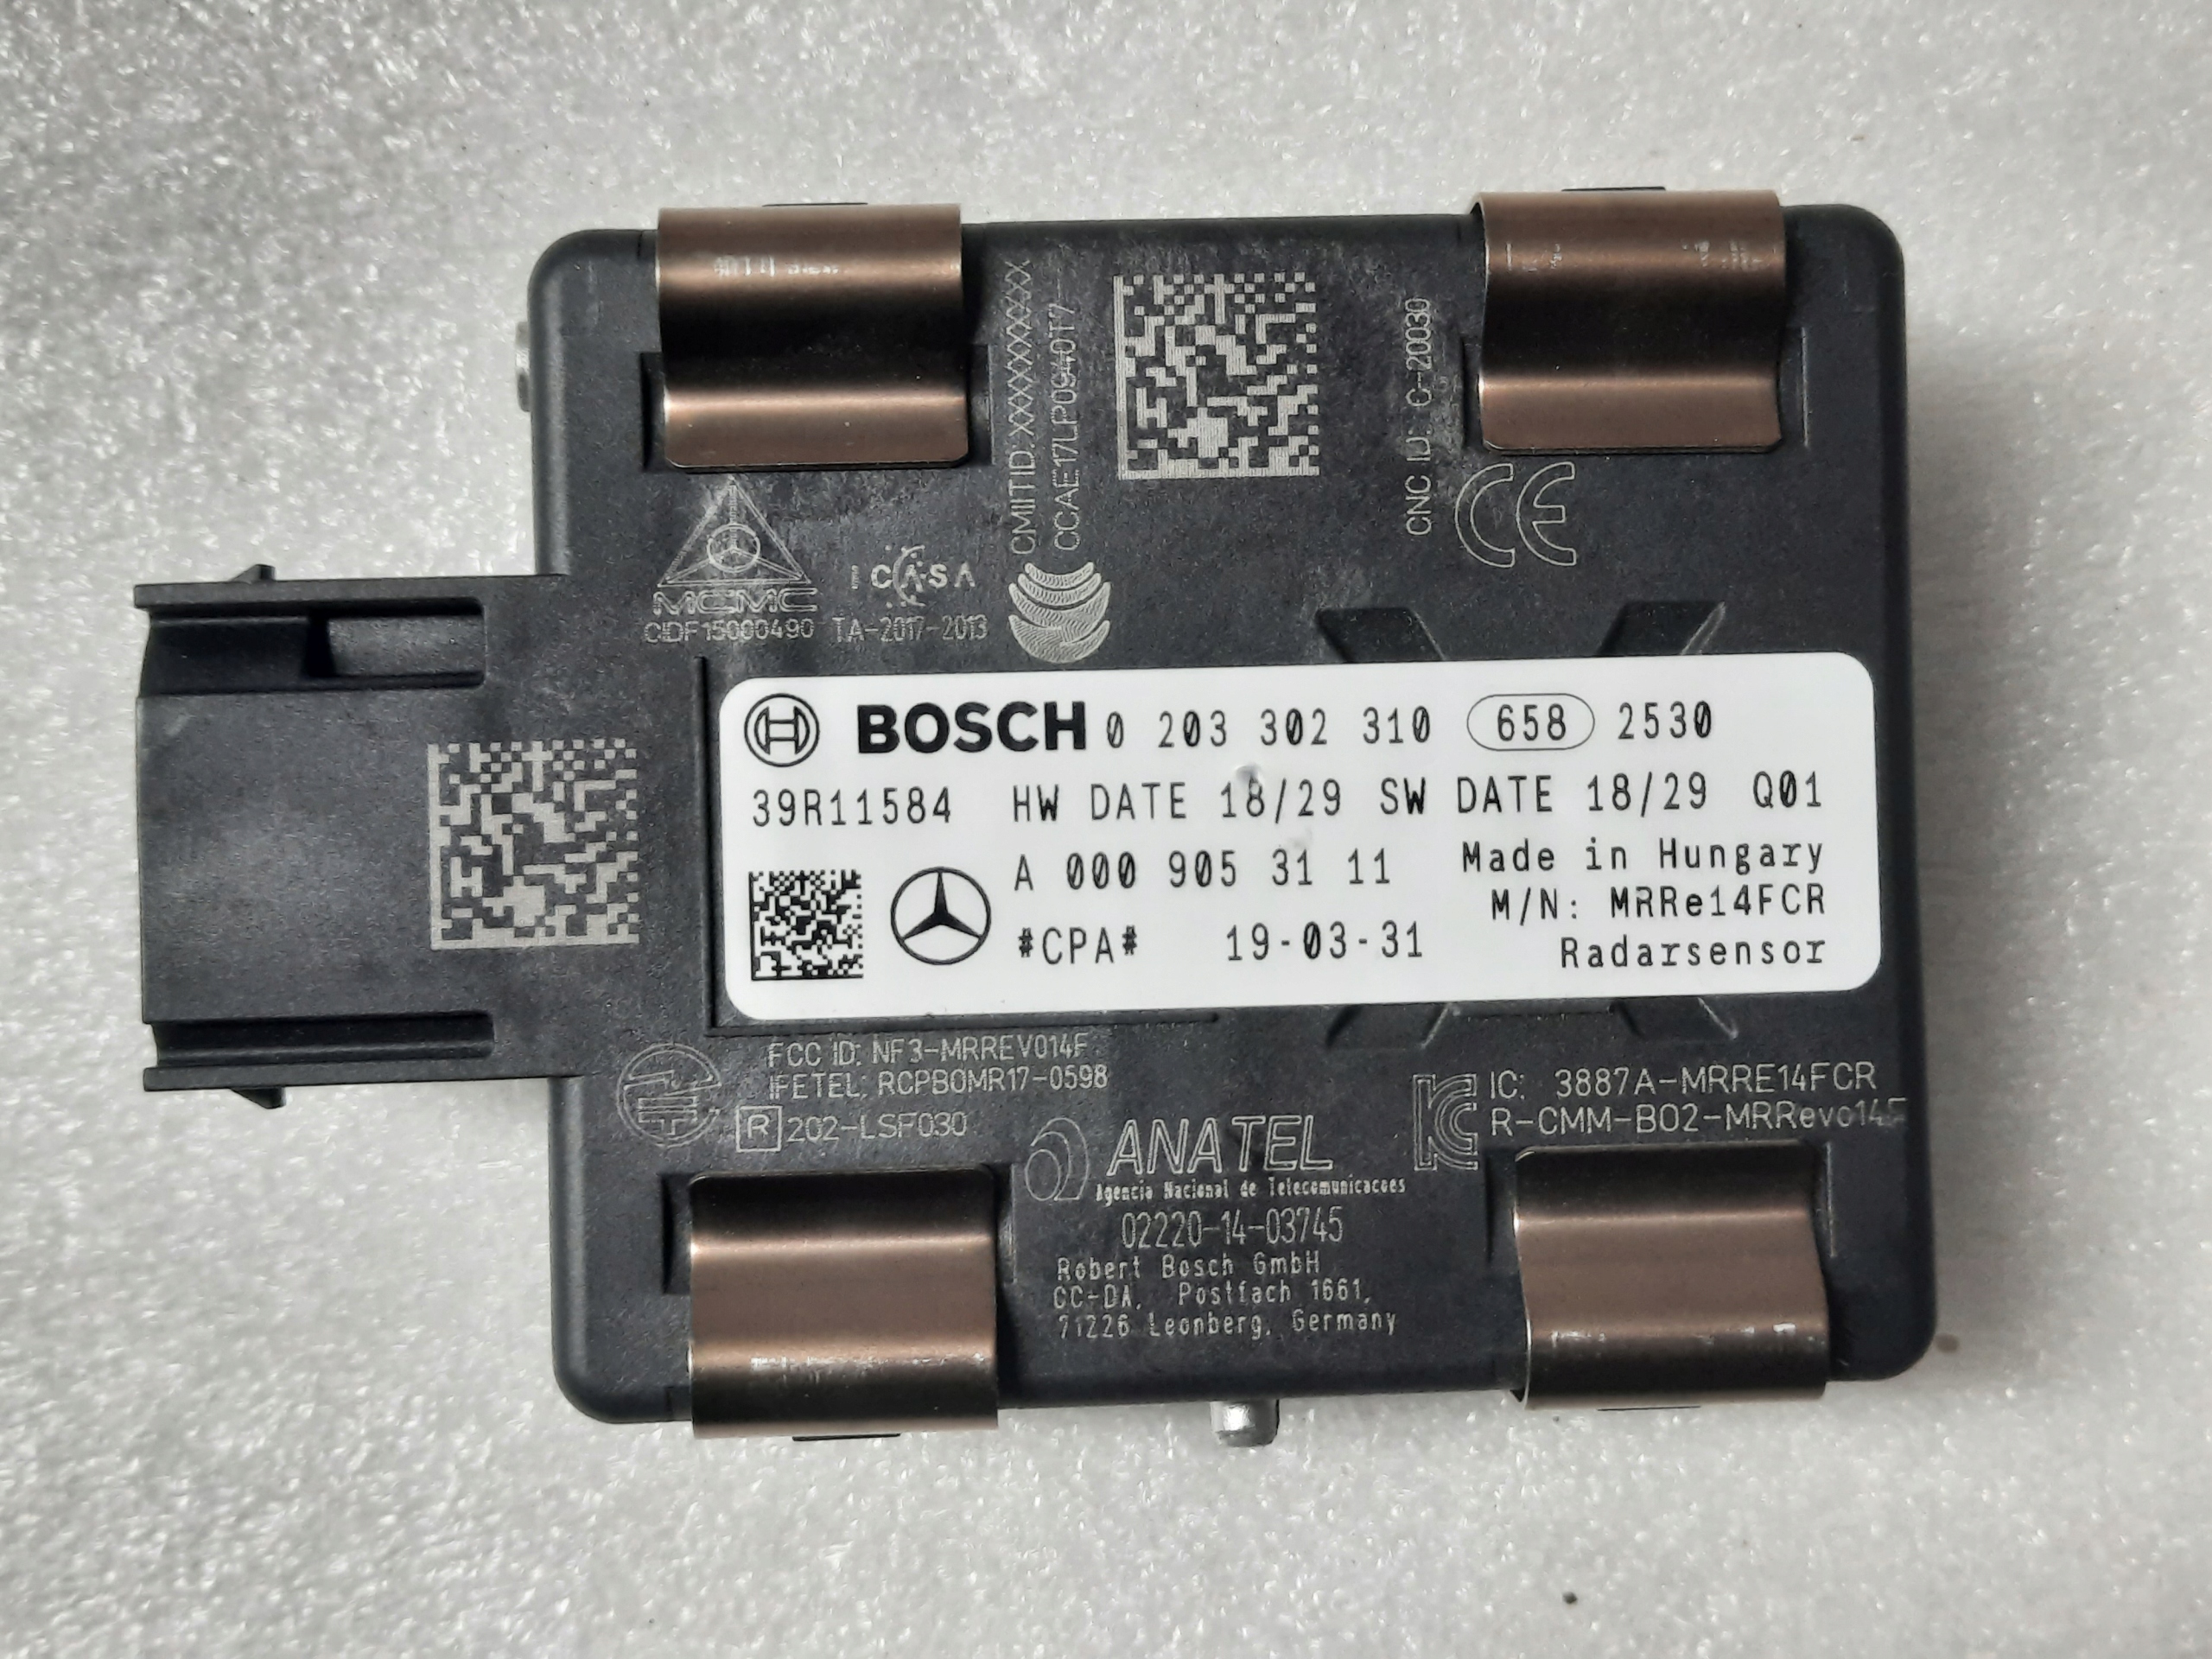 CMIIT ID: XXXXXXXXXX
CCAE17LP0940T7
CNC ID: C-20030
CE
MCMC
CIDF15000490
ICASA
TA-2017-2013
BOSCH 0 203 302 310 658 2530
39R11584 HW DATE 18/29 SW DATE 18/29 Q01
A 000 905 31 11 Made in Hungary
M/N: MRRe14FCR
#CPA# 19-03-31 Radarsensor
FCC ID: NF3-MRREVO14F
IFETEL: RCPBOMR17-0598
R 202-LSF030
IC: 3887A-MRRE14FCR
R-CMM-BO2-MRRevo14F
ANATEL
Agencia Nacional de Telecomunicacoes
02220-14-03745
Robert Bosch GmbH
CC-DA, Postfach 1661,
71226 Leonberg, Germany